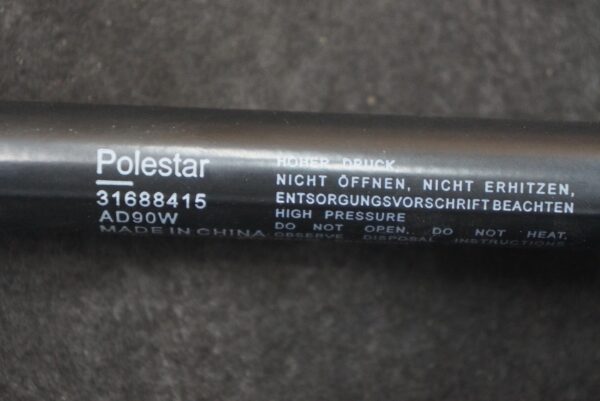 Polestar
31688415
AD90W
MADE IN CHINA
HOHER DRUCK,
NICHT ÖFFNEN, NICHT ERHITZEN,
ENTSORGUNGSVORSCHRIFT BEACHTEN
HIGH PRESSURE
DO NOT OPEN. DO NOT HEAT.
OBSERVE DISPOSAL INSTRUCTIONS